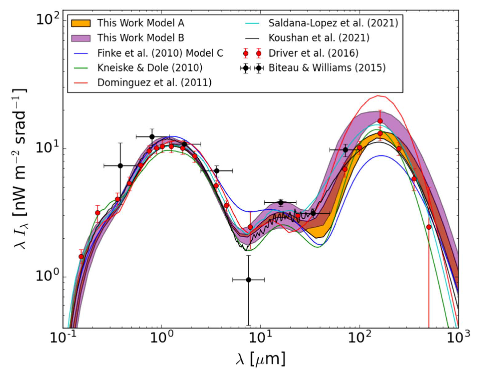 This Work Model A
This Work Model B
Finke et al. (2010) Model C
Kneiske & Dole (2010)
Dominguez et al. (2011)
Saldana-Lopez et al. (2021)
Koushan et al. (2021)
Driver et al. (2016)
Biteau & Williams (2015)
10²
10¹
10⁰
λ I_λ [nW m⁻² srad⁻¹]
10⁻¹ 10⁰ 10¹ 10² 10³
λ [μm]